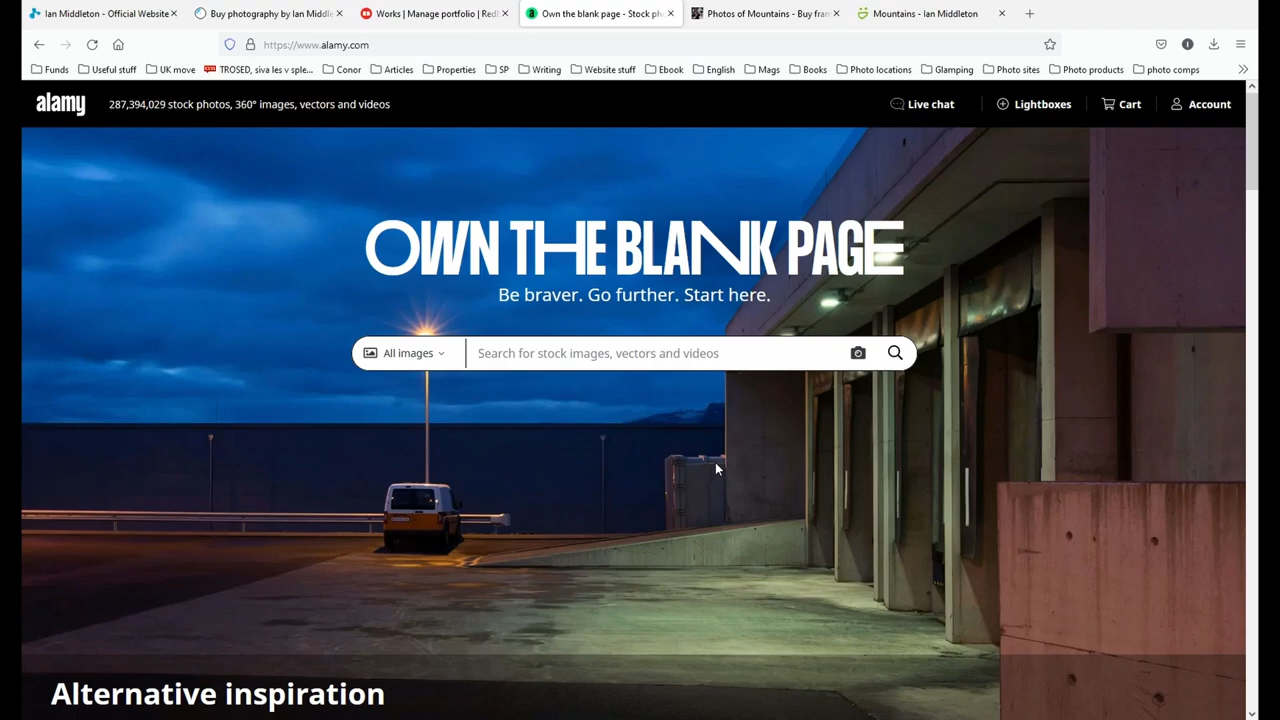 Ian Middleton - Official Website
Buy photography by Ian Middle
Works | Manage portfolio | Redl
Own the blank page - Stock ph
Photos of Mountains - Buy fram
Mountains - Ian Middleton
https://www.alamy.com
Funds
Useful stuff
UK move
TROSED, siva les v sple...
Conor
Articles
Properties
SP
Writing
Website stuff
Ebook
English
Mags
Books
Photo locations
Glamping
Photo sites
Photo products
photo comps
alamy
287,394,029 stock photos, 360° images, vectors and videos
Live chat
Lightboxes
Cart
Account
OWN THE BLANK PAGE
Be braver. Go further. Start here.
All images
Search for stock images, vectors and videos
Alternative inspiration